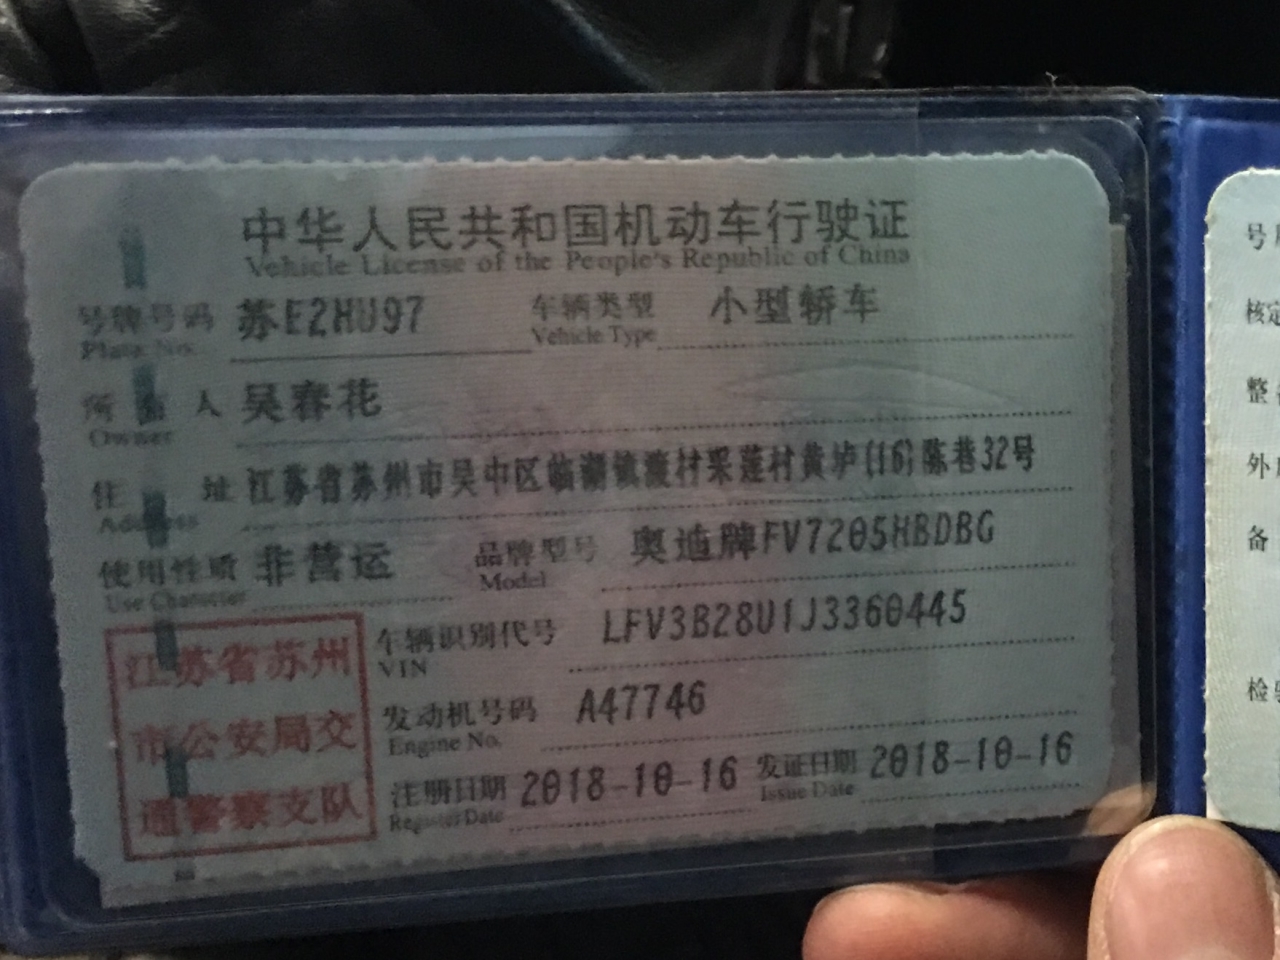 中华人民共和国机动车行驶证
Vehicle License of the People's Republic of China
号牌号码 苏E2HU97 车辆类型 小型轿车
Plate No. Vehicle Type
所有人 吴春花
Owner
住址 江苏省苏州市吴中区临湖镇渡村采莲村黄垆(16)陈巷32号
Address
使用性质 非营运 品牌型号 奥迪牌FV7205HBDBG
Use Character Model
江苏省苏州
市公安局交
通警察支队
车辆识别代号 LFV3B28U1J3360445
VIN
发动机号码 A47746
Engine No.
注册日期 2018-10-16 发证日期 2018-10-16
Register Date Issue Date
号
核定
整
外
备
检验